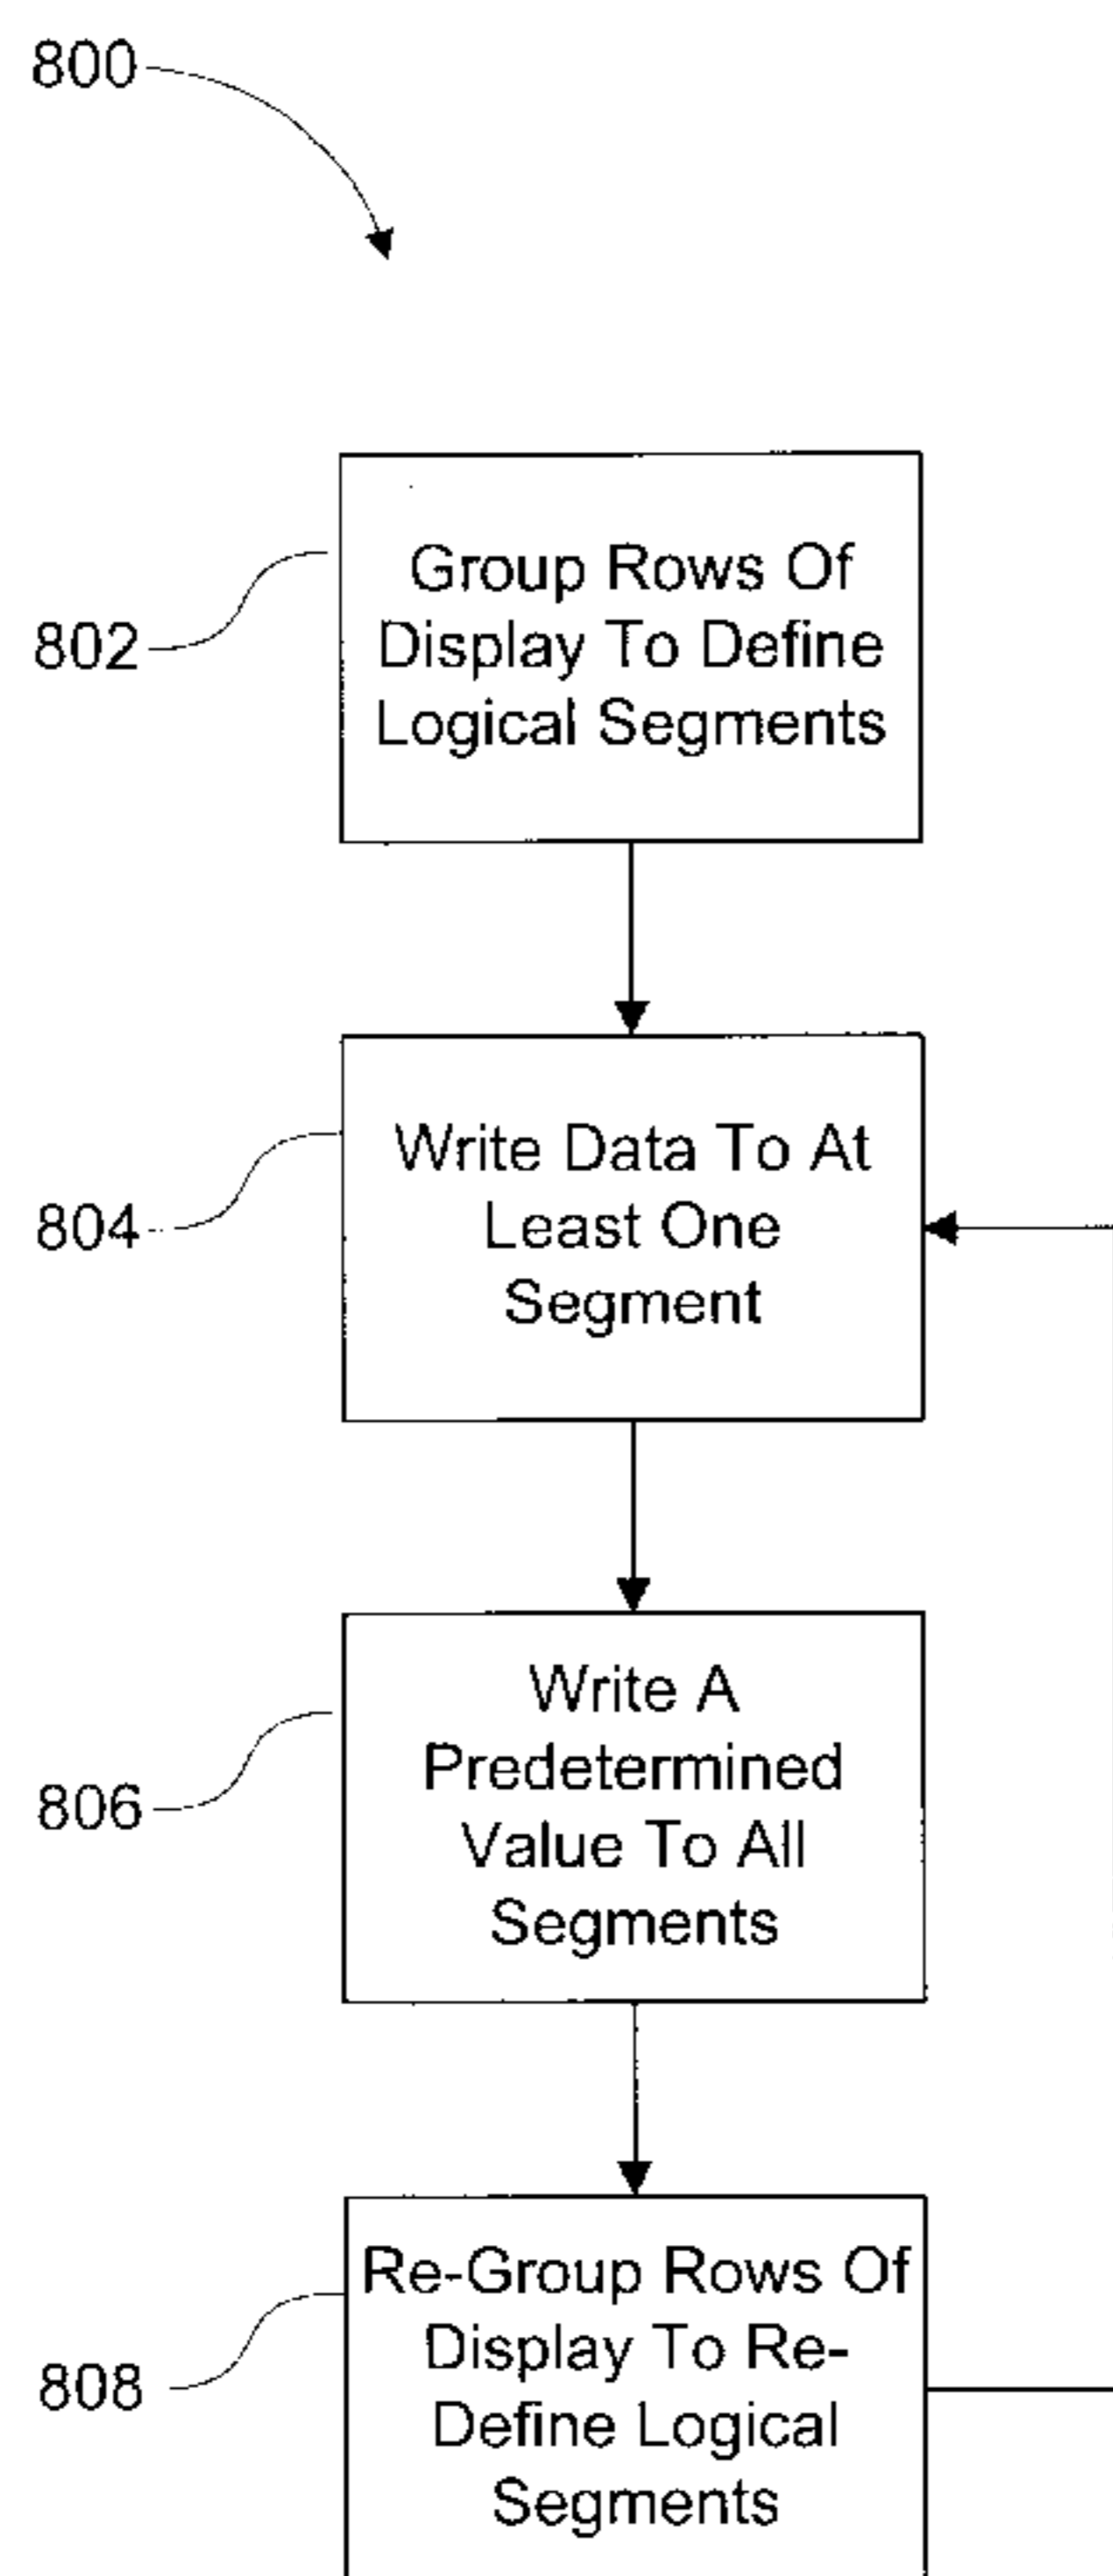 800
802
Group Rows Of
Display To Define
Logical Segments
804
Write Data To At
Least One
Segment
806
Write A
Predetermined
Value To All
Segments
808
Re-Group Rows Of
Display To Re-
Define Logical
Segments